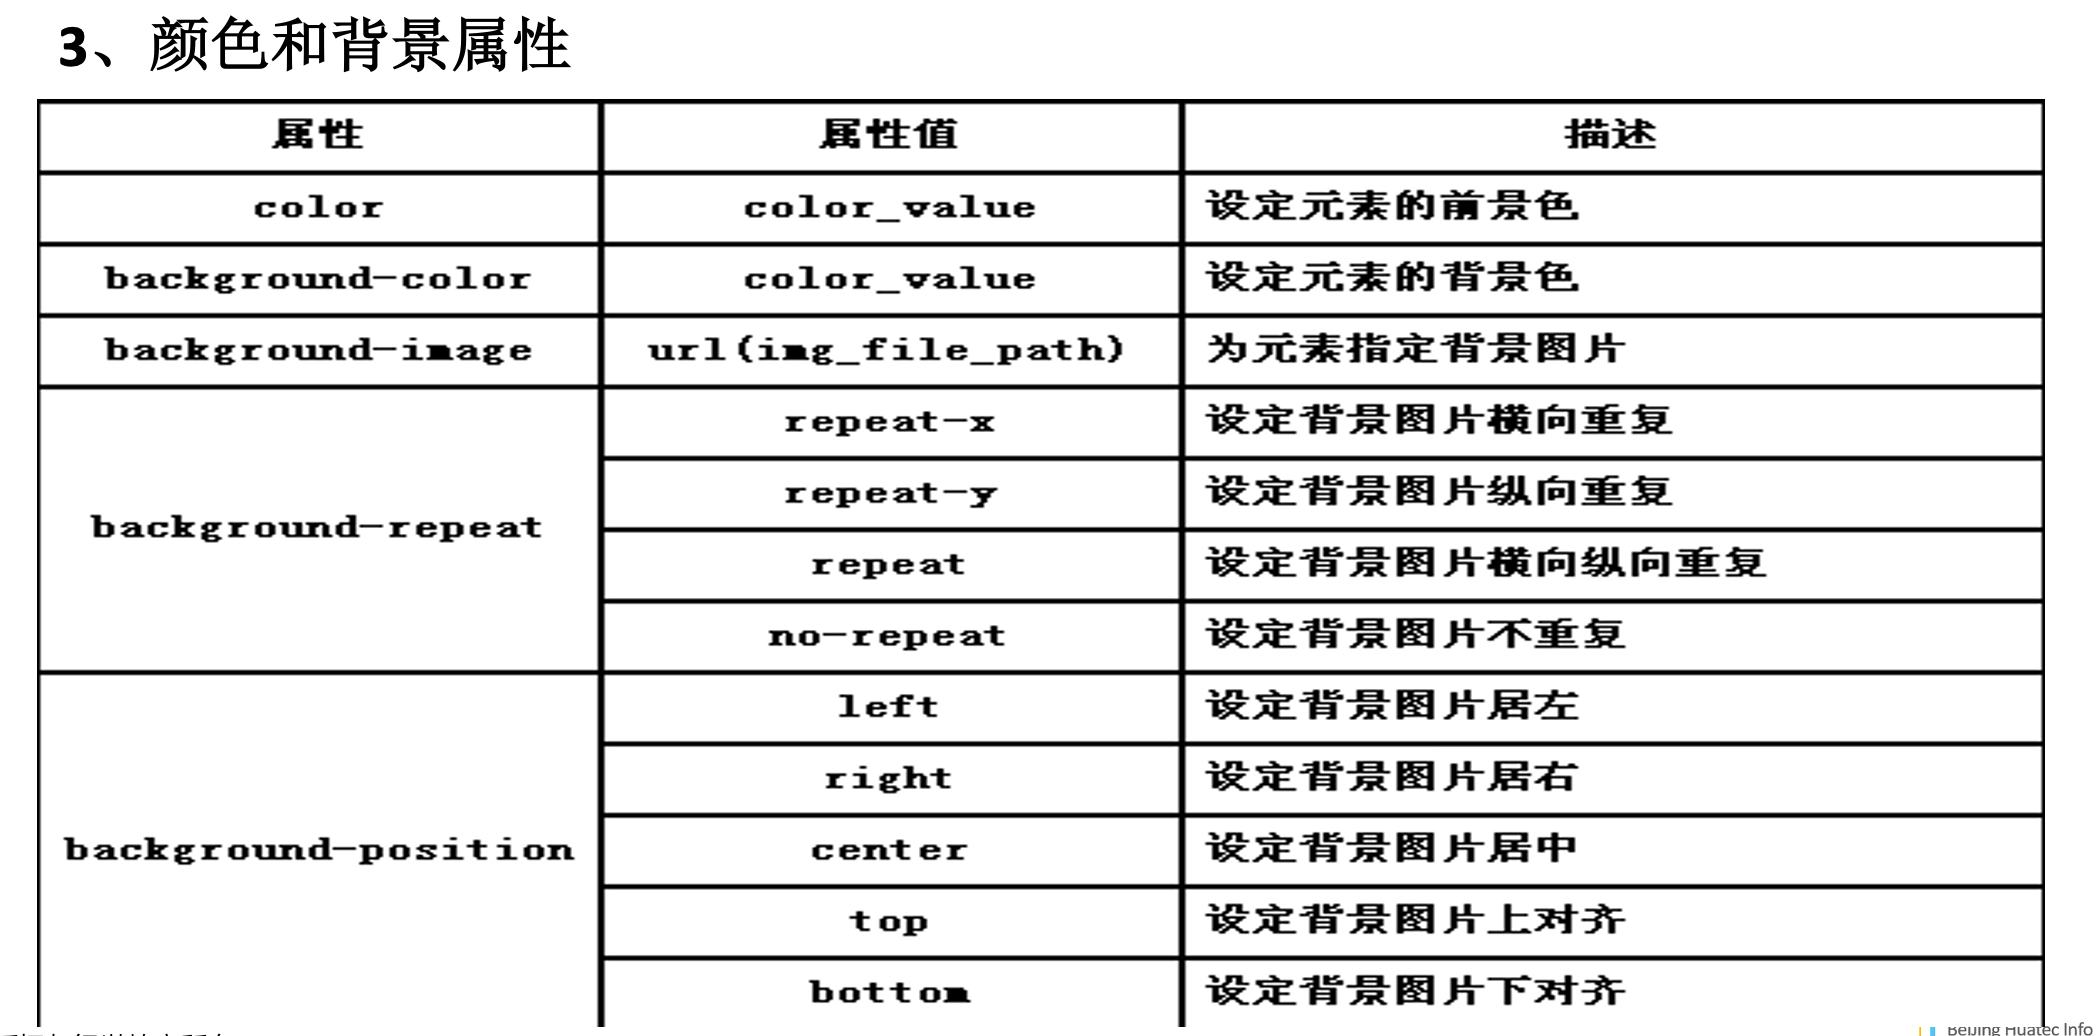 3、颜色和背景属性
属性 属性值 描述
color color_value 设定元素的前景色
background-color color_value 设定元素的背景色
background-image url(img_file_path) 为元素指定背景图片
repeat-x 设定背景图片横向重复
repeat-y 设定背景图片纵向重复
background-repeat
repeat 设定背景图片横向纵向重复
no-repeat 设定背景图片不重复
left 设定背景图片居左
right 设定背景图片居右
background-position center 设定背景图片居中
top 设定背景图片上对齐
bottom 设定背景图片下对齐
Beijing Huatec Info